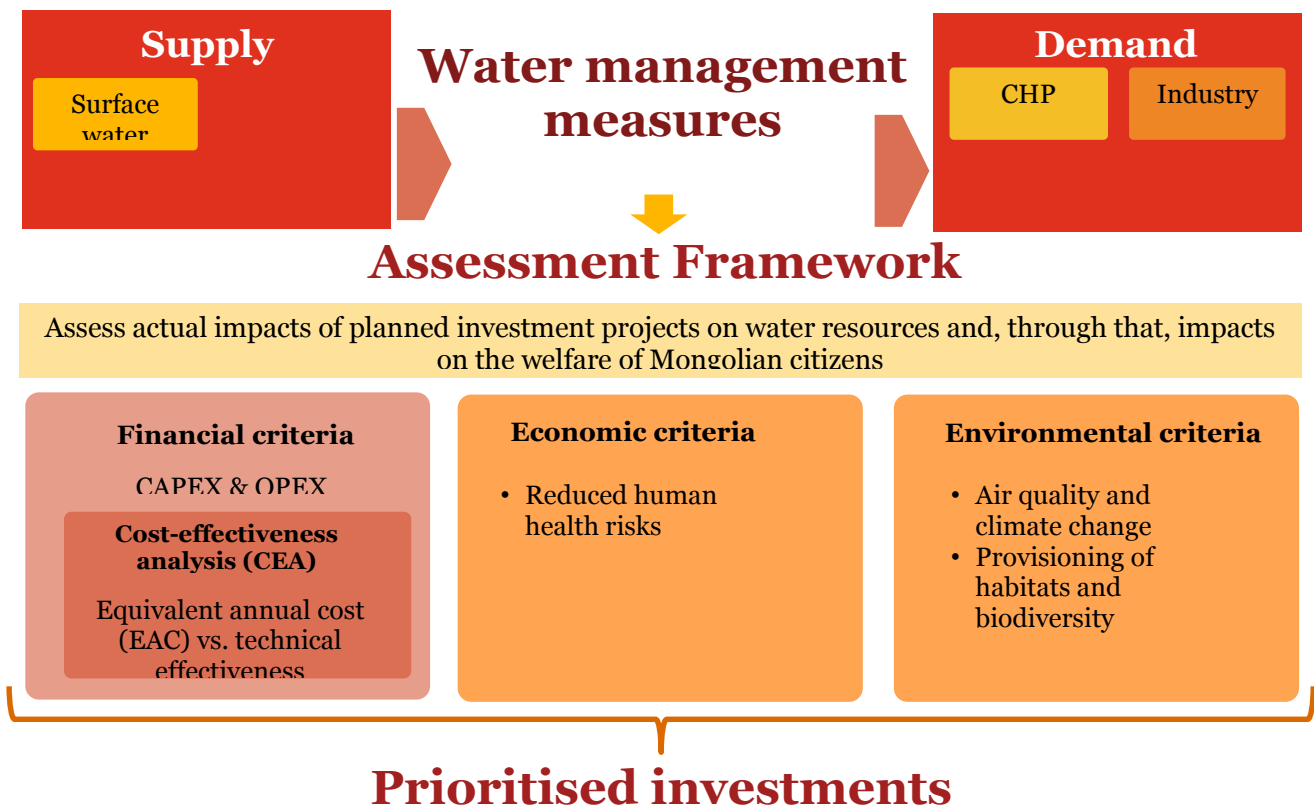 Supply
Surface
water
Water management
measures
Demand
CHP
Industry
Assessment Framework
Assess actual impacts of planned investment projects on water resources and, through that, impacts
on the welfare of Mongolian citizens
Financial criteria
CAPEX & OPEX
Cost-effectiveness
analysis (CEA)
Equivalent annual cost
(EAC) vs. technical
effectiveness
Economic criteria
• Reduced human
health risks
Environmental criteria
• Air quality and
climate change
• Provisioning of
habitats and
biodiversity
Prioritised investments